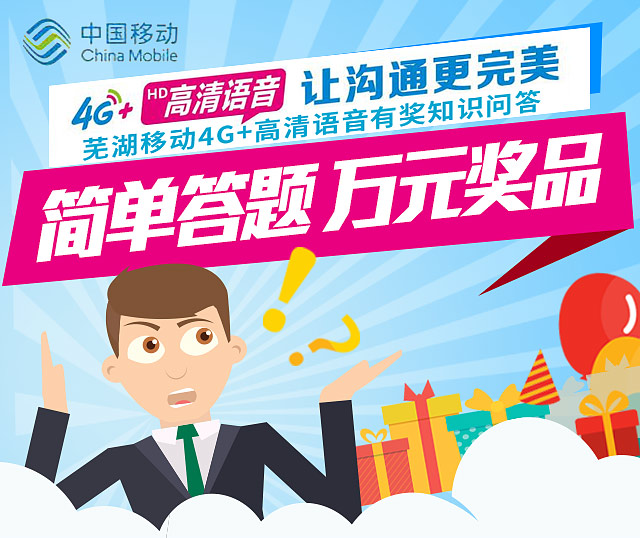 中国移动
China Mobile
4G+ HD高清语音 让沟通更完美
芜湖移动4G+高清语音有奖知识问答
简单答题 万元奖品
!
?